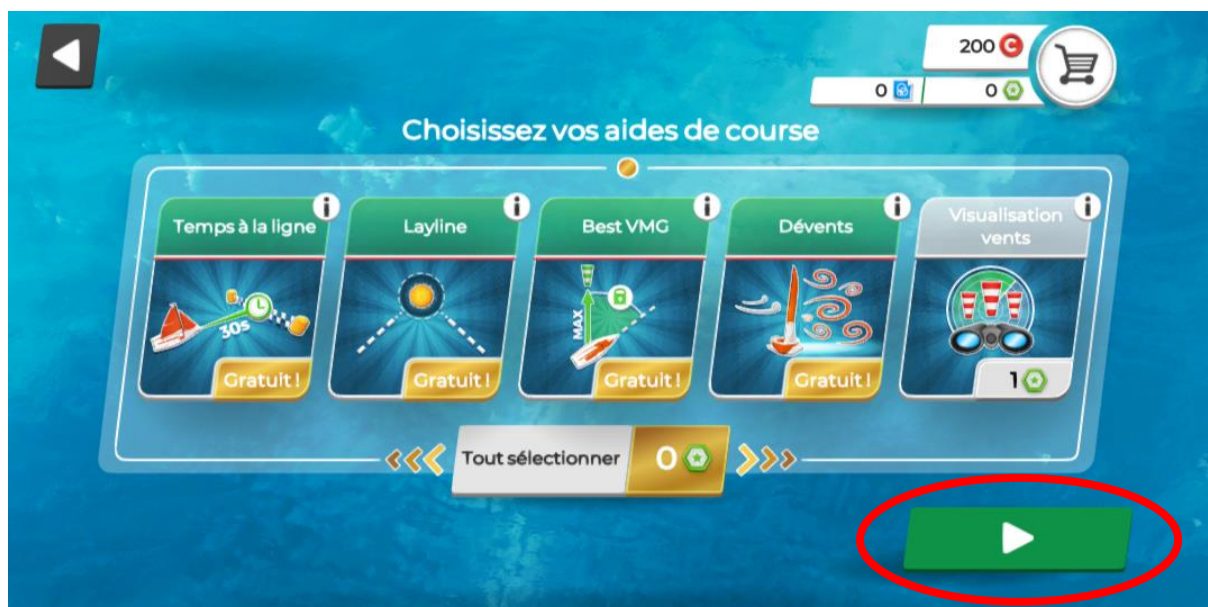 200 C
0
0
Choisissez vos aides de course
Temps à la ligne
Layline
Best VMG
Dévents
Visualisation
vents
30s
MAX
Gratuit !
Gratuit !
Gratuit !
Gratuit !
1
Tout sélectionner
0